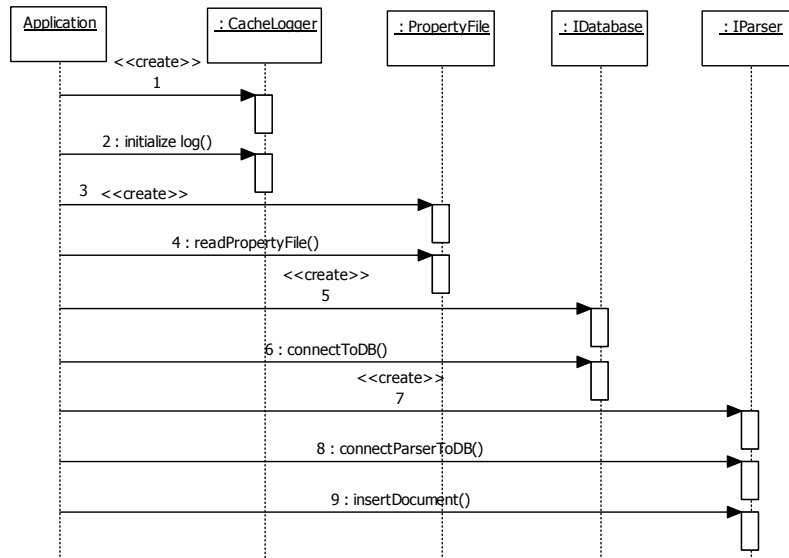 Application
: CacheLogger
: PropertyFile
: IDatabase
: IParser
<<create>>
1
2 : initialize log()
3 <<create>>
4 : readPropertyFile()
<<create>>
5
6 : connectToDB()
<<create>>
7
8 : connectParserToDB()
9 : insertDocument()